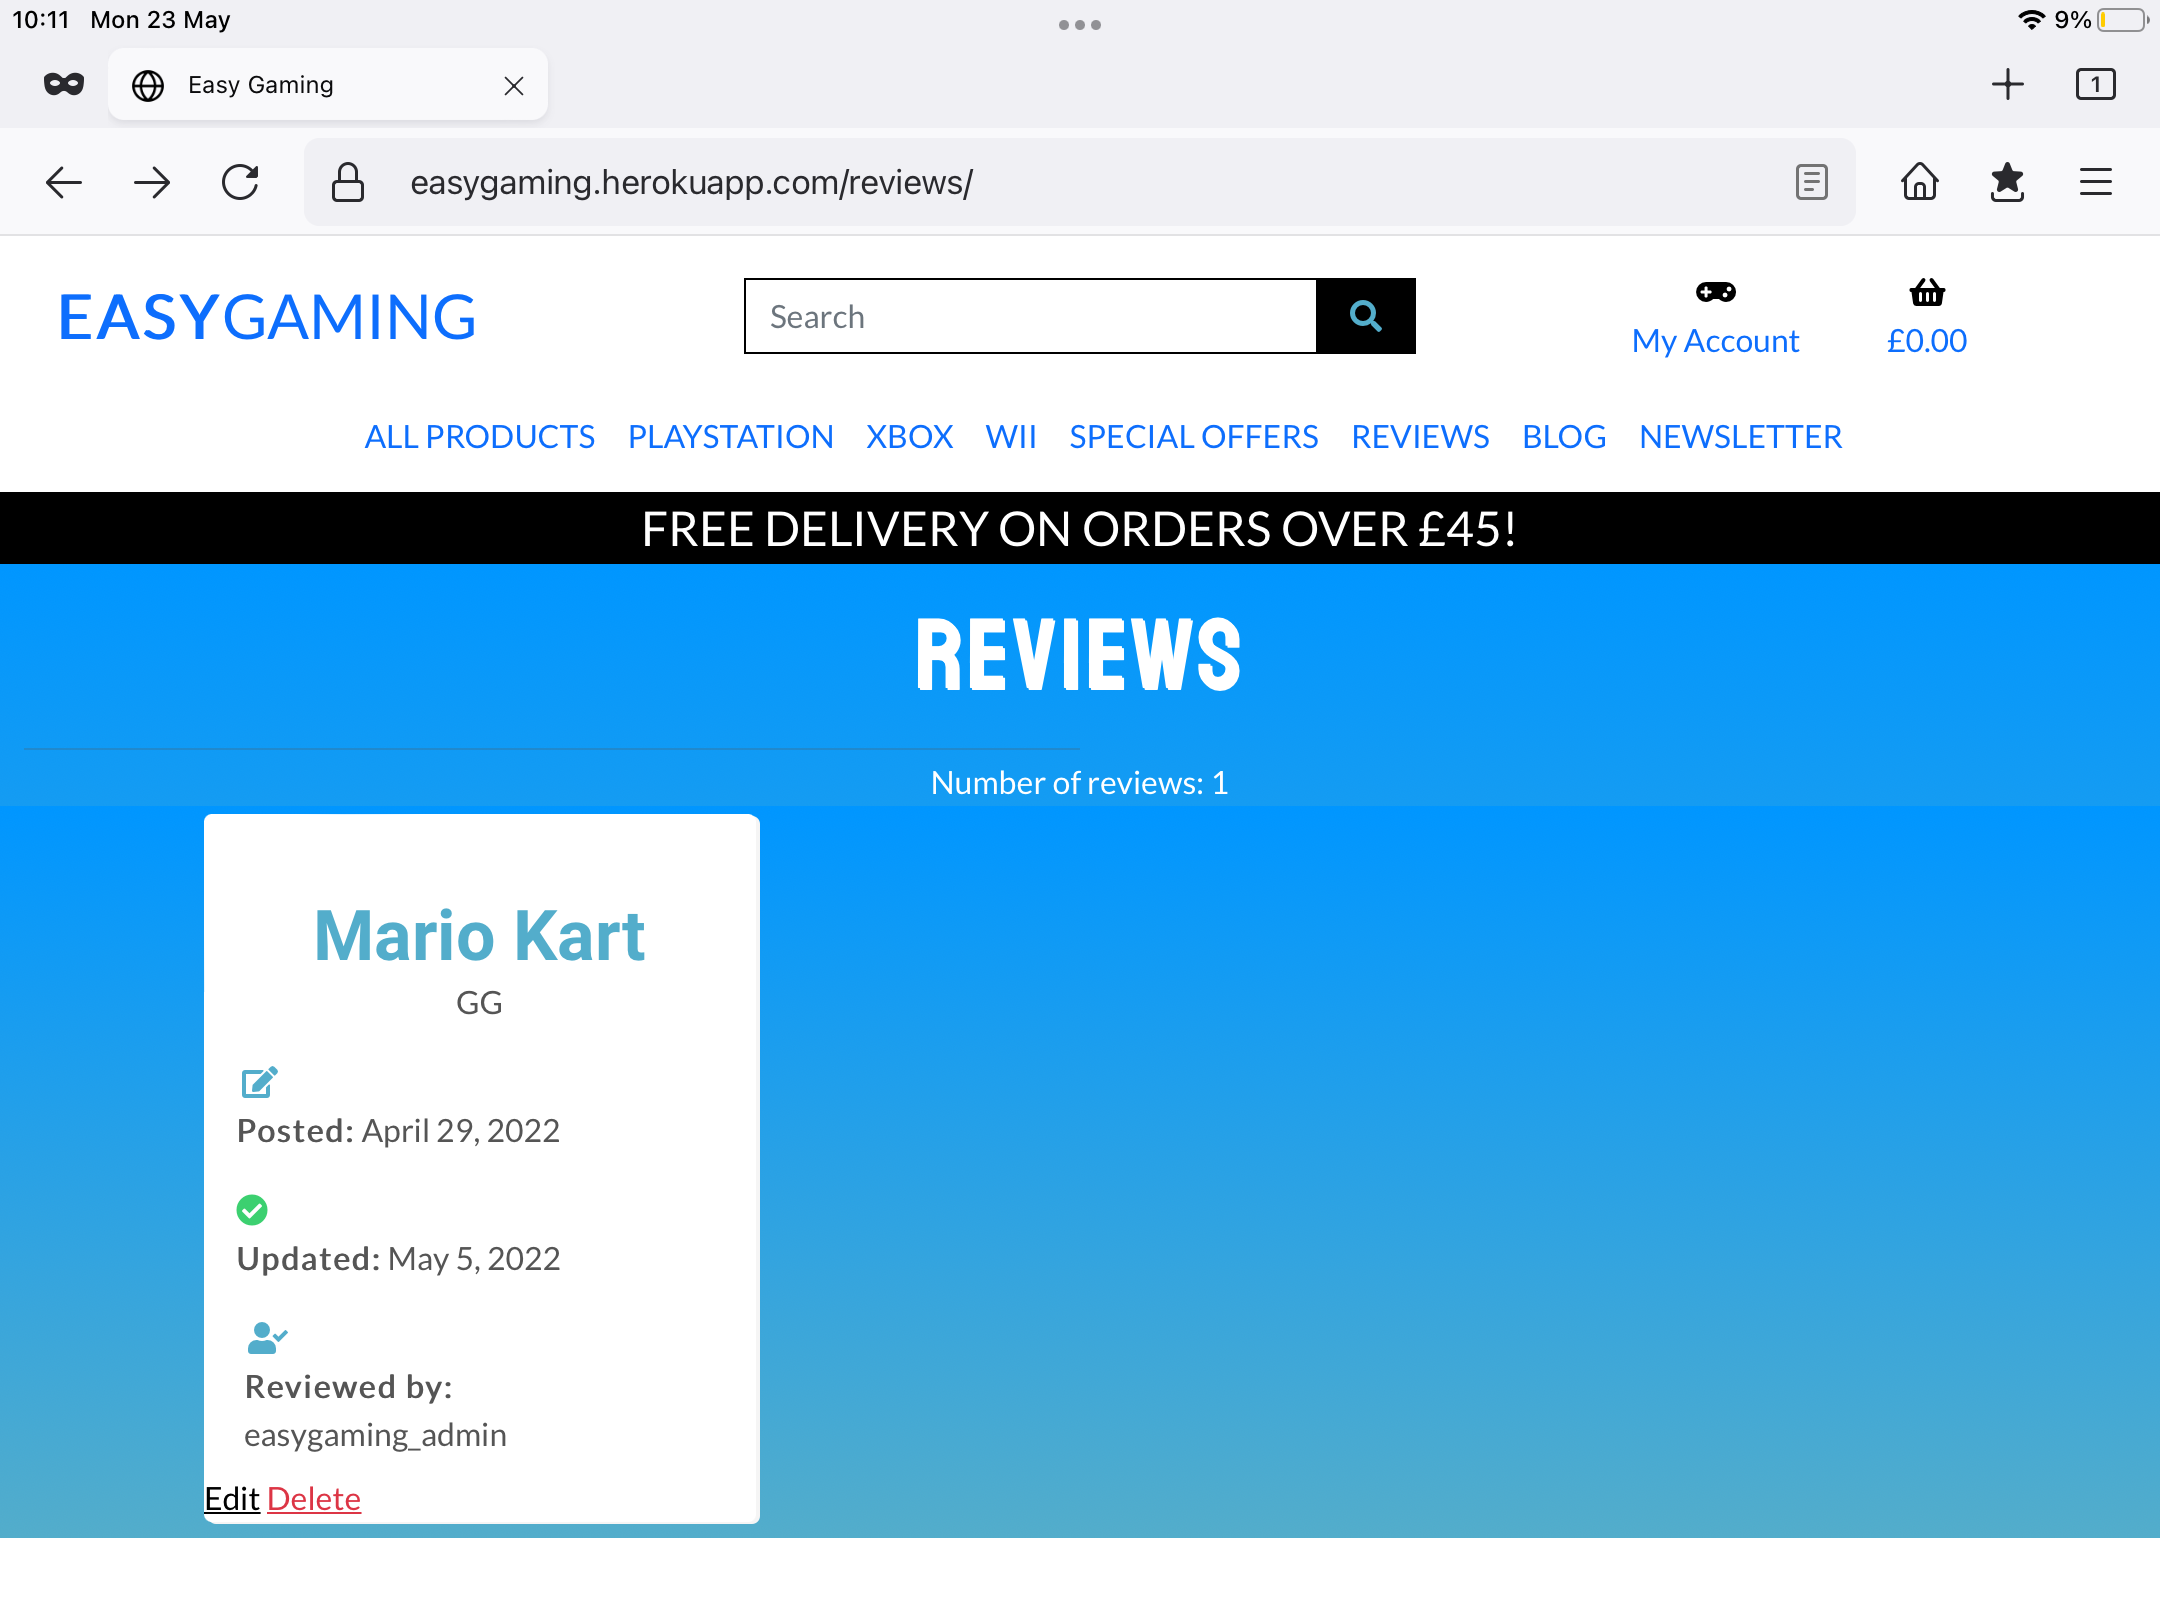 10:11 Mon 23 May
9%
Easy Gaming
1
easygaming.herokuapp.com/reviews/
EASYGAMING
Search
My Account
£0.00
ALL PRODUCTS PLAYSTATION XBOX WII SPECIAL OFFERS REVIEWS BLOG NEWSLETTER
FREE DELIVERY ON ORDERS OVER £45!
REVIEWS
Number of reviews: 1
Mario Kart
GG
Posted: April 29, 2022
Updated: May 5, 2022
Reviewed by:
easygaming_admin
Edit Delete